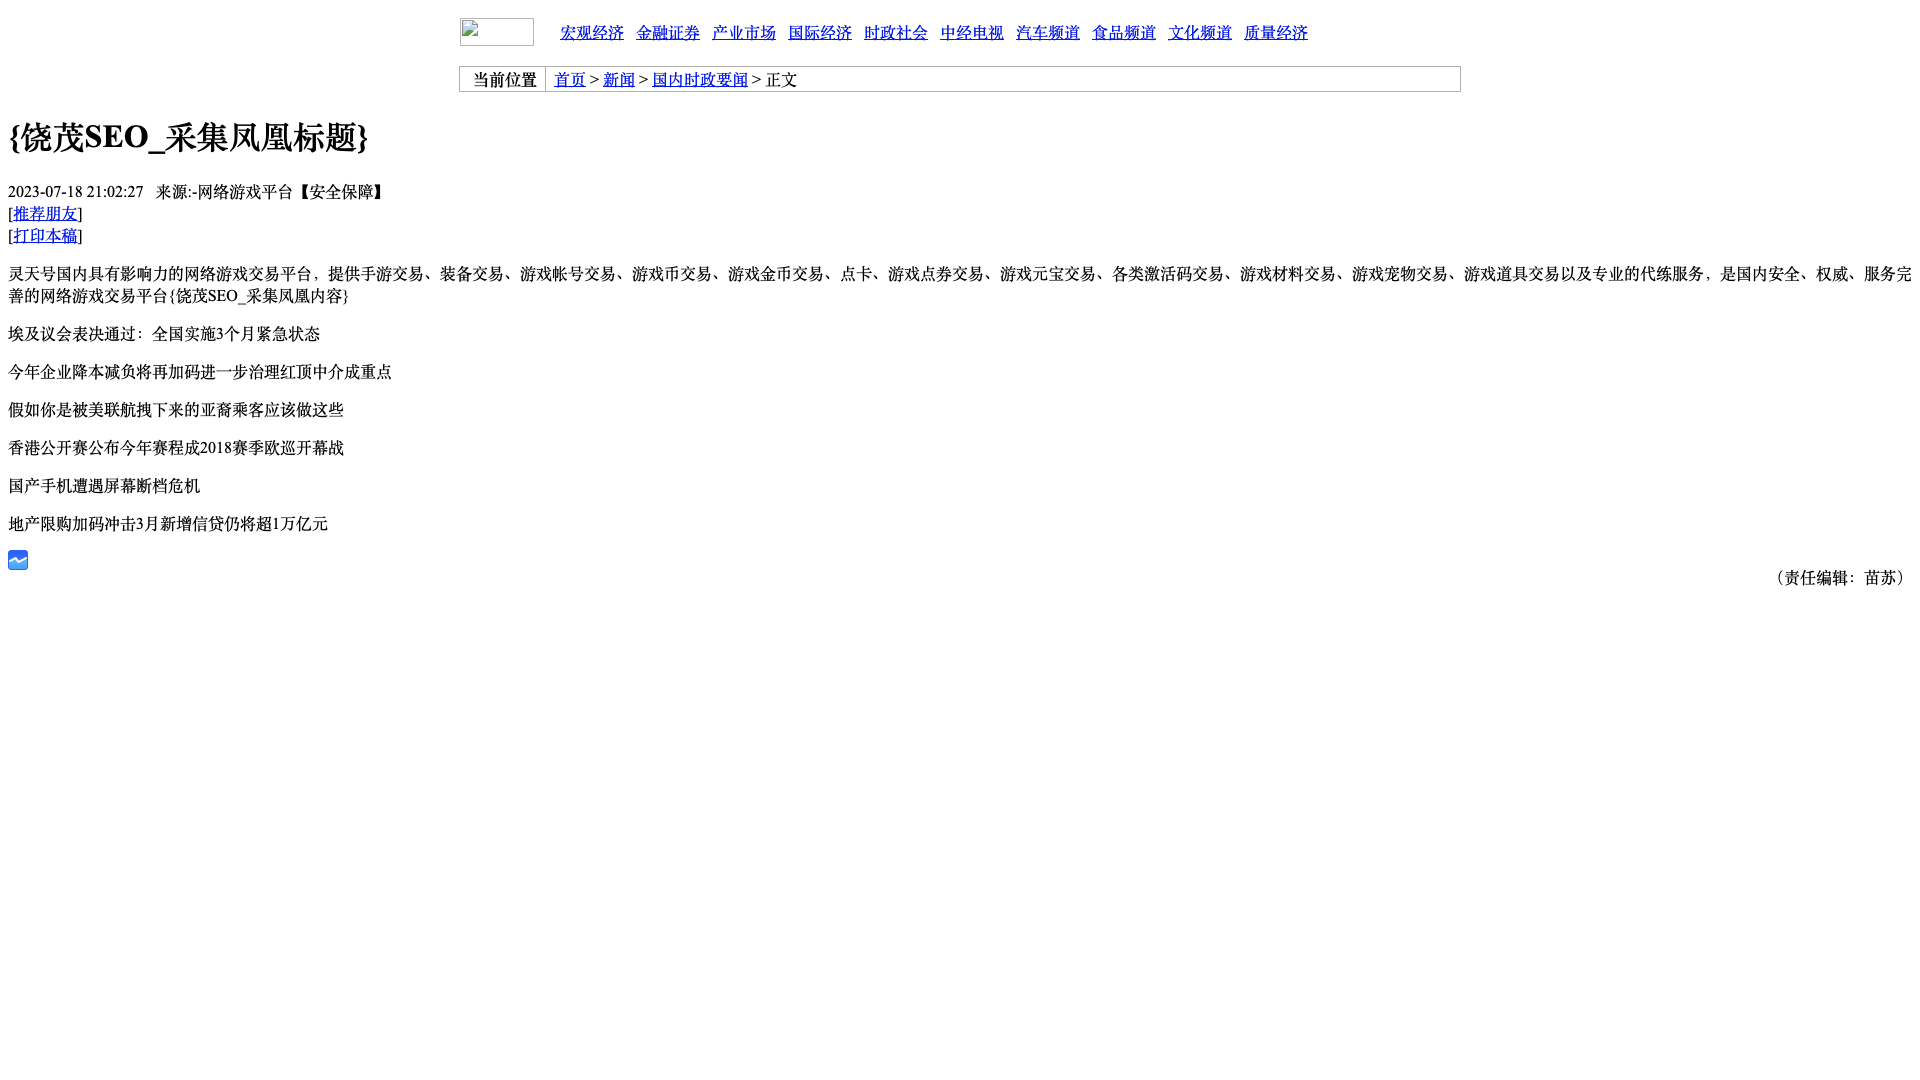 宏观经济 金融证券 产业市场 国际经济 时政社会 中经电视 汽车频道 食品频道 文化频道 质量经济
当前位置 首页 > 新闻 > 国内时政要闻 > 正文
{饶茂SEO_采集凤凰标题}
2023-07-18 21:02:27 来源:-网络游戏平台【安全保障】
[推荐朋友]
[打印本稿]
灵天号国内具有影响力的网络游戏交易平台，提供手游交易、装备交易、游戏帐号交易、游戏币交易、游戏金币交易、点卡、游戏点券交易、游戏元宝交易、各类激活码交易、游戏材料交易、游戏宠物交易、游戏道具交易以及专业的代练服务，是国内安全、权威、服务完
善的网络游戏交易平台{饶茂SEO_采集凤凰内容}
埃及议会表决通过：全国实施3个月紧急状态
今年企业降本减负将再加码进一步治理红顶中介成重点
假如你是被美联航拽下来的亚裔乘客应该做这些
香港公开赛公布今年赛程成2018赛季欧巡开幕战
国产手机遭遇屏幕断档危机
地产限购加码冲击3月新增信贷仍将超1万亿元
（责任编辑：苗苏）